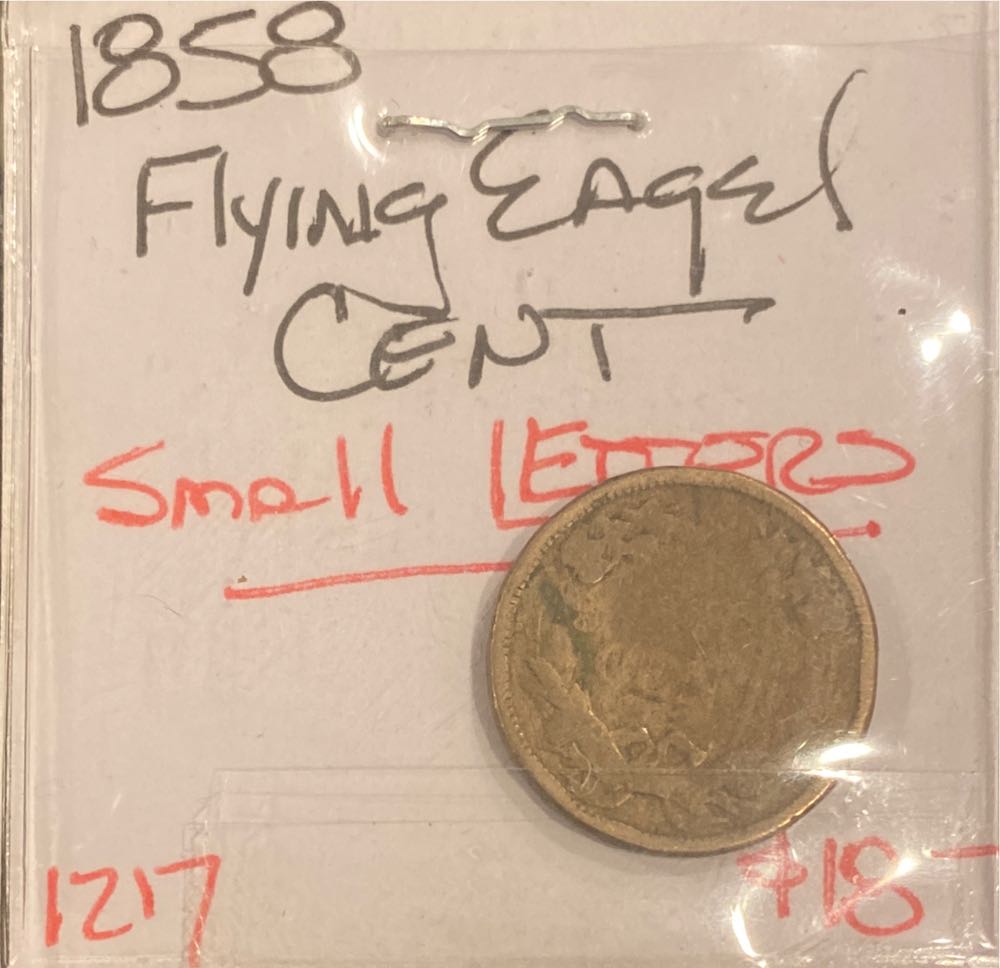 1858
Flying Eagel
Cent
Small Letters
1217
$18-